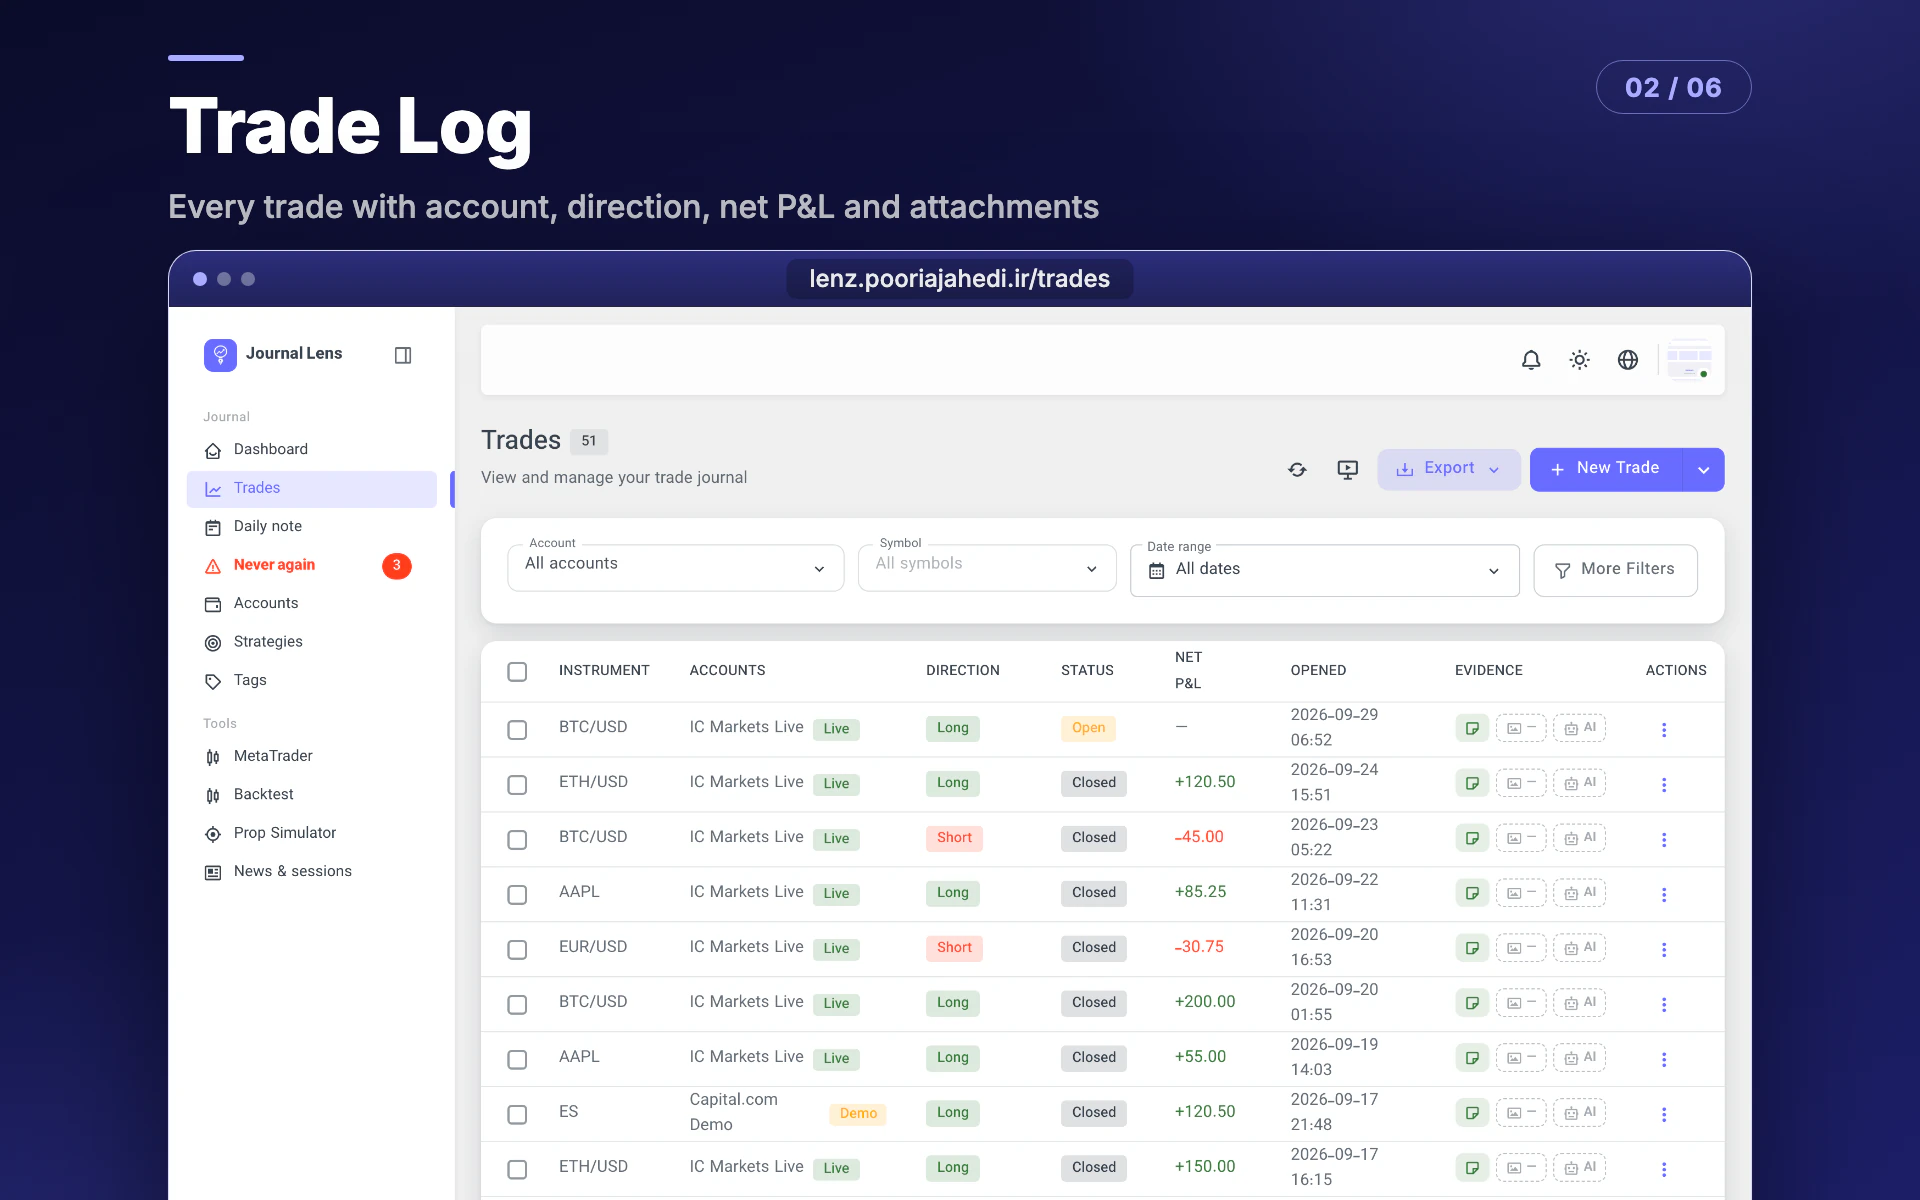 02 / 06
Trade Log
Every trade with account, direction, net P&L and attachments
lenz.pooriajahedi.ir/trades
Journal Lens
Journal
Dashboard
Trades
Daily note
Never again 3
Accounts
Strategies
Tags
Tools
MetaTrader
Backtest
Prop Simulator
News & sessions
Trades 51
View and manage your trade journal
Export
+ New Trade
Account
All accounts
Symbol
All symbols
Date range
All dates
More Filters
INSTRUMENT ACCOUNTS DIRECTION STATUS NET P&L OPENED EVIDENCE ACTIONS
BTC/USD IC Markets Live Live Long Open — 2026-09-29 06:52 – AI
ETH/USD IC Markets Live Live Long Closed +120.50 2026-09-24 15:51 – AI
BTC/USD IC Markets Live Live Short Closed -45.00 2026-09-23 05:22 – AI
AAPL IC Markets Live Live Long Closed +85.25 2026-09-22 11:31 – AI
EUR/USD IC Markets Live Live Short Closed -30.75 2026-09-20 16:53 – AI
BTC/USD IC Markets Live Live Long Closed +200.00 2026-09-20 01:55 – AI
AAPL IC Markets Live Live Long Closed +55.00 2026-09-19 14:03 – AI
ES Capital.com Demo Demo Long Closed +120.50 2026-09-17 21:48 – AI
ETH/USD IC Markets Live Live Long Closed +150.00 2026-09-17 16:15 – AI